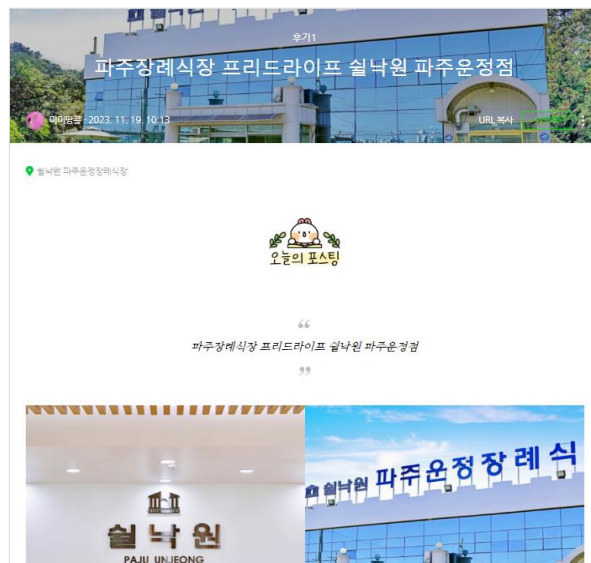 후기1
파주장례식장 프리드라이프 쉴낙원 파주운정점
2023. 11. 19. 10:13
URL 복사
쉴낙원 파주운정장례식장
오늘의 포스팅
파주장례식장 프리드라이프 쉴낙원 파주운정점
쉴낙원 파주운정장례식
쉴낙원
PAJU UNJEONG